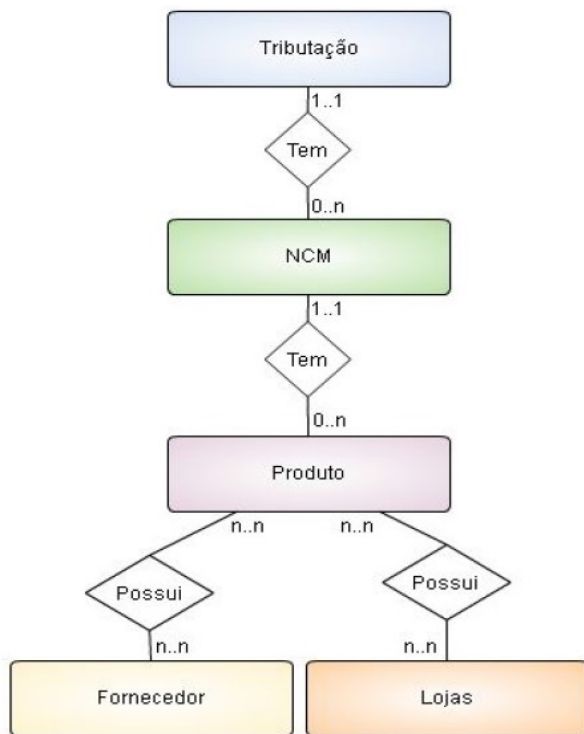 Tributação
1..1
Tem
0..n
NCM
1..1
Tem
0..n
Produto
n..n
n..n
Possui
Possui
n..n
n..n
Fornecedor
Lojas